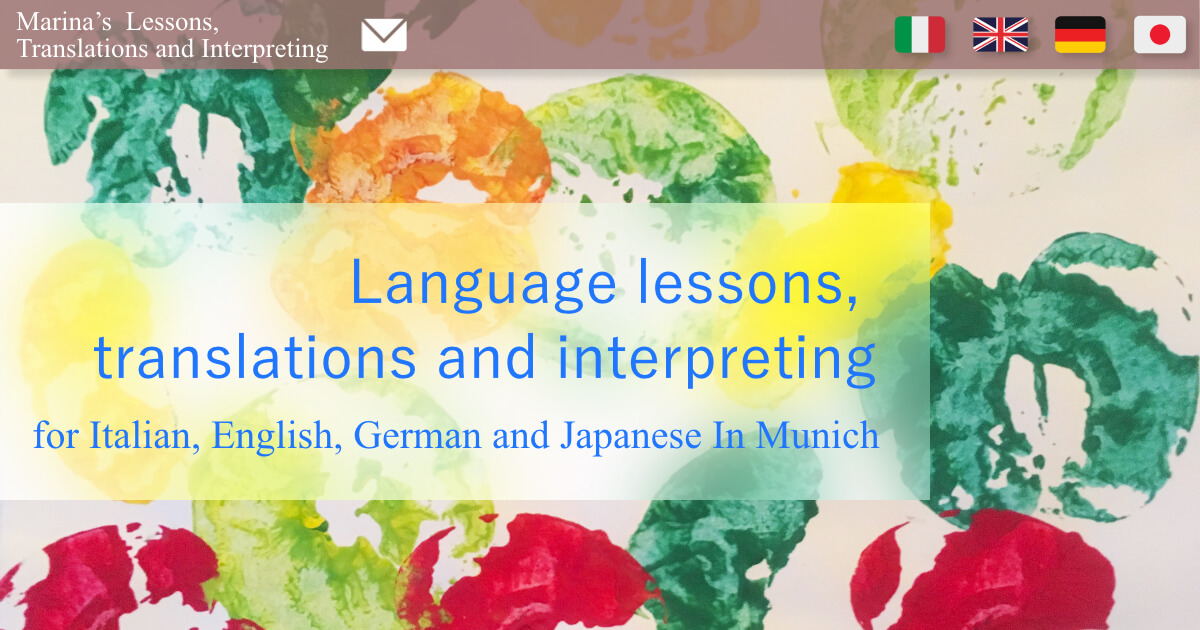 Marina’s Lessons,
Translations and Interpreting
Language lessons,
translations and interpreting
for Italian, English, German and Japanese In Munich